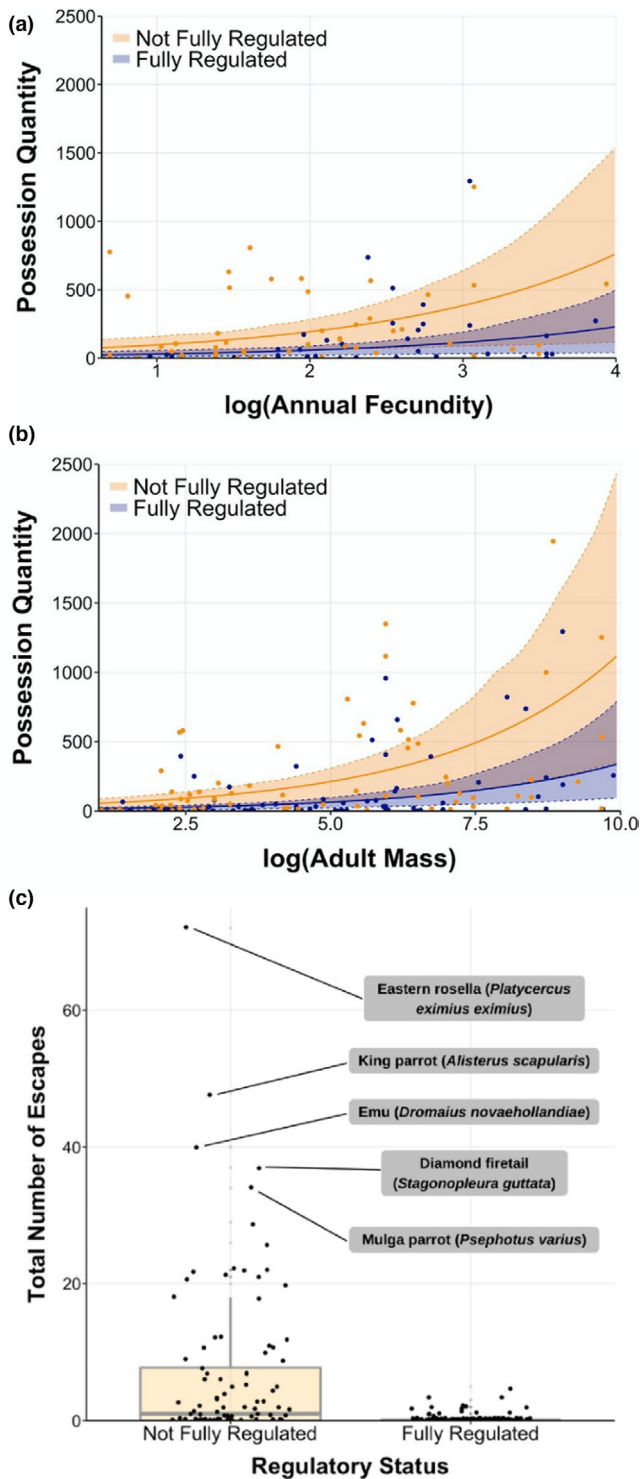 (a)
Not Fully Regulated
Fully Regulated
2500
2000
1500
1000
500
0
Possession Quantity
1
2
3
4
log(Annual Fecundity)
(b)
Not Fully Regulated
Fully Regulated
2500
2000
1500
1000
500
0
Possession Quantity
2.5
5.0
7.5
10.0
log(Adult Mass)
(c)
Eastern rosella (Platycercus
eximius eximius)
King parrot (Alisterus scapularis)
Emu (Dromaius novaehollandiae)
Diamond firetail
(Stagonopleura guttata)
Mulga parrot (Psephotus varius)
60
40
20
0
Total Number of Escapes
Not Fully Regulated
Fully Regulated
Regulatory Status